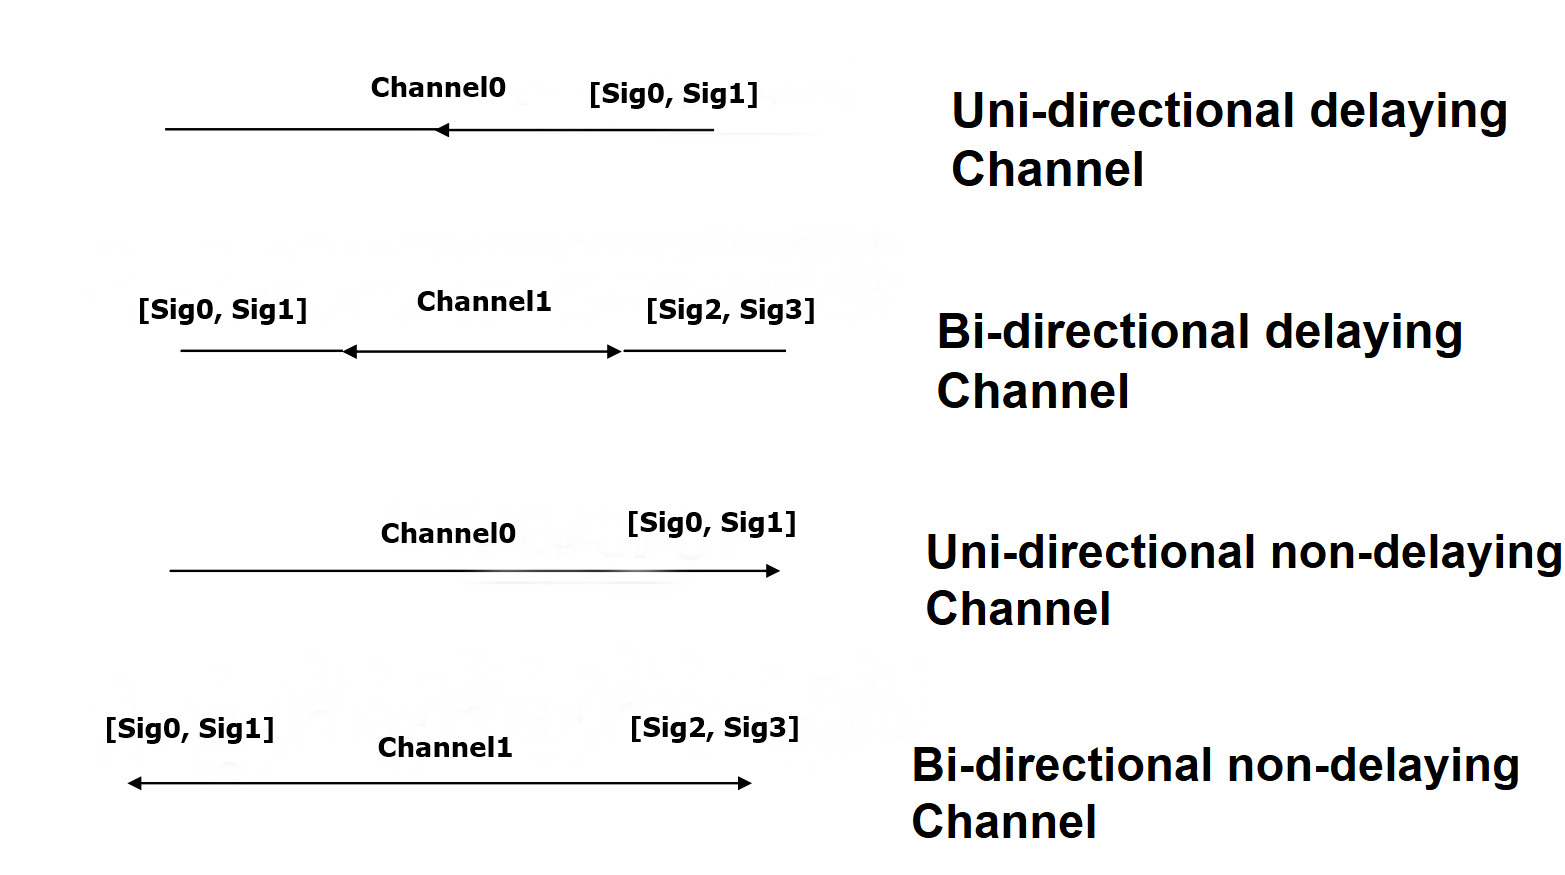 Channel0
[Sig0, Sig1]
Uni-directional delaying
Channel
[Sig0, Sig1]
Channel1
[Sig2, Sig3]
Bi-directional delaying
Channel
Channel0
[Sig0, Sig1]
Uni-directional non-delaying
Channel
[Sig0, Sig1]
Channel1
[Sig2, Sig3]
Bi-directional non-delaying
Channel